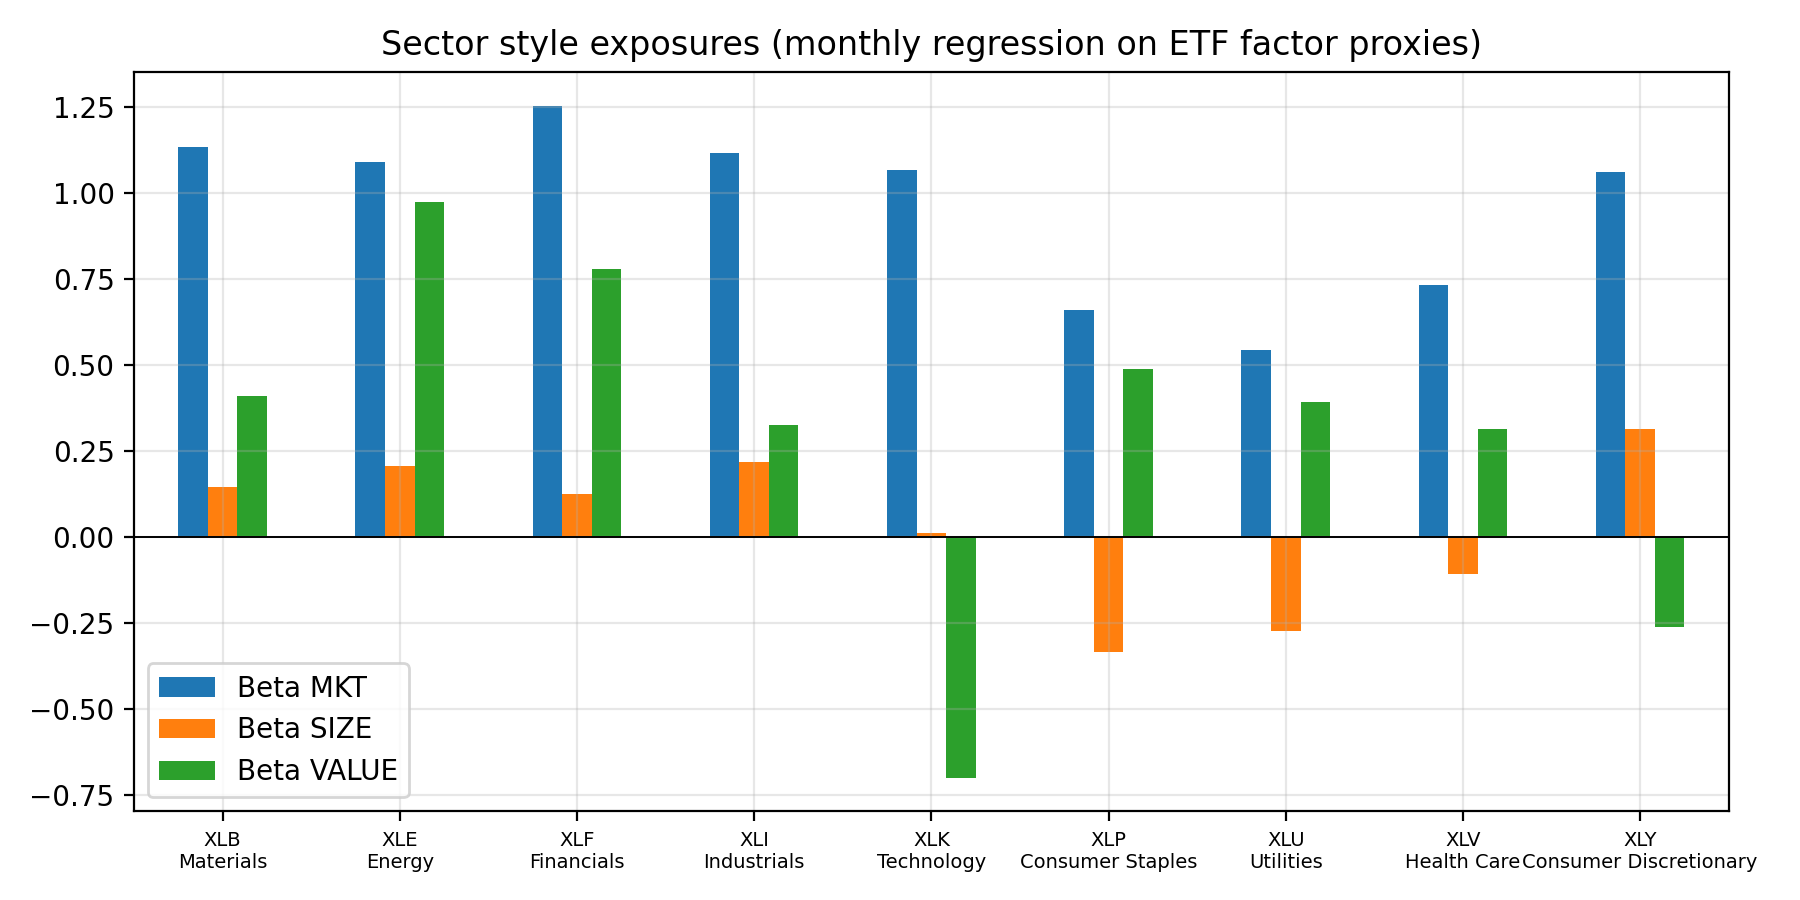 Sector style exposures (monthly regression on ETF factor proxies)
1.25
1.00
0.75
0.50
0.25
0.00
−0.25
−0.50
−0.75
Beta MKT
Beta SIZE
Beta VALUE
XLB XLE XLF XLI XLK XLP XLU XLV XLY
Materials Energy Financials Industrials Technology Consumer Staples Utilities Health Care Consumer Discretionary